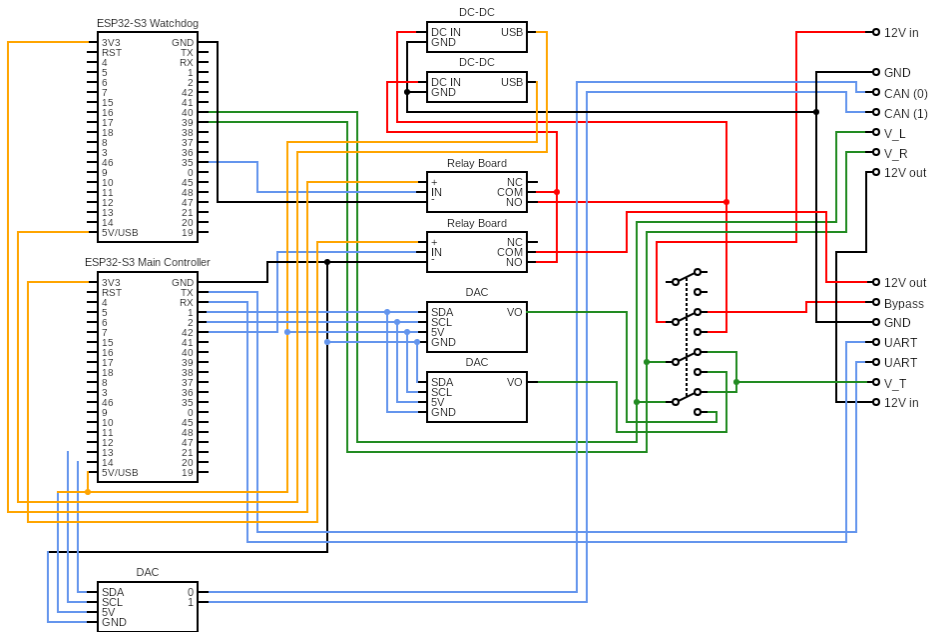 ESP32-S3 Watchdog
3V3 GND
RST TX
4 RX
5 1
6 2
7 42
15 41
16 40
17 39
18 38
8 37
3 36
46 35
9 0
10 45
11 48
12 47
13 21
14 20
5V/USB 19
ESP32-S3 Main Controller
3V3 GND
RST TX
4 RX
5 1
6 2
7 42
15 41
16 40
17 39
18 38
8 37
3 36
46 35
9 0
10 45
11 48
12 47
13 21
14 20
5V/USB 19
DAC
SDA 0
SCL 1
5V
GND
DC-DC
DC IN USB
GND
DC-DC
DC IN USB
GND
Relay Board
+ NC
IN COM
- NO
Relay Board
+ NC
IN COM
- NO
DAC
SDA VO
SCL
5V
GND
DAC
SDA VO
SCL
5V
GND
12V in
GND
CAN (0)
CAN (1)
V_L
V_R
12V out
12V out
Bypass
GND
UART
UART
V_T
12V in